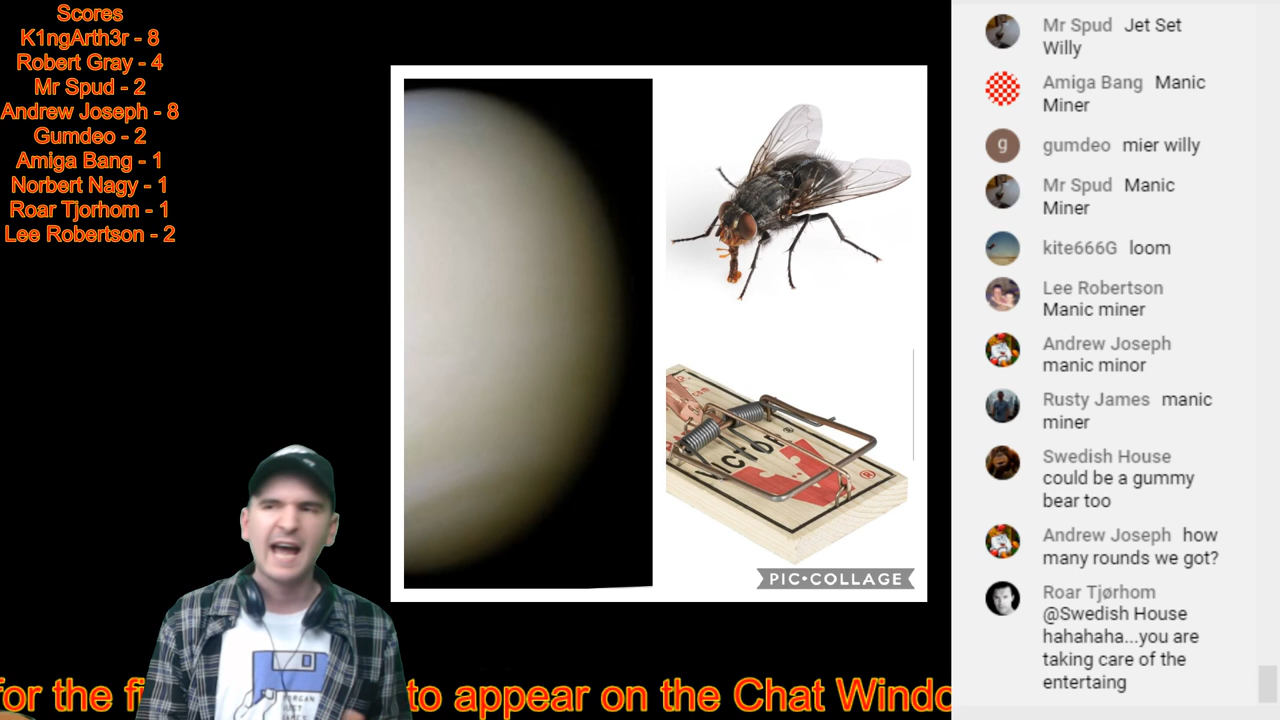 Scores
K1ngArth3r - 8
Robert Gray - 4
Mr Spud - 2
Andrew Joseph - 8
Gumdeo - 2
Amiga Bang - 1
Norbert Nagy - 1
Roar Tjorhom - 1
Lee Robertson - 2
Victor
PIC•COLLAGE
for the
to appear on the Chat
Mr Spud Jet Set
Willy
Amiga Bang Manic
Miner
g gumdeo mier willy
Mr Spud Manic
Miner
kite666G loom
Lee Robertson
Manic miner
Andrew Joseph
manic minor
Rusty James manic
miner
Swedish House
could be a gummy
bear too
Andrew Joseph how
many rounds we got?
Roar Tjørhom
@Swedish House
hahahaha...you are
taking care of the
entertaing